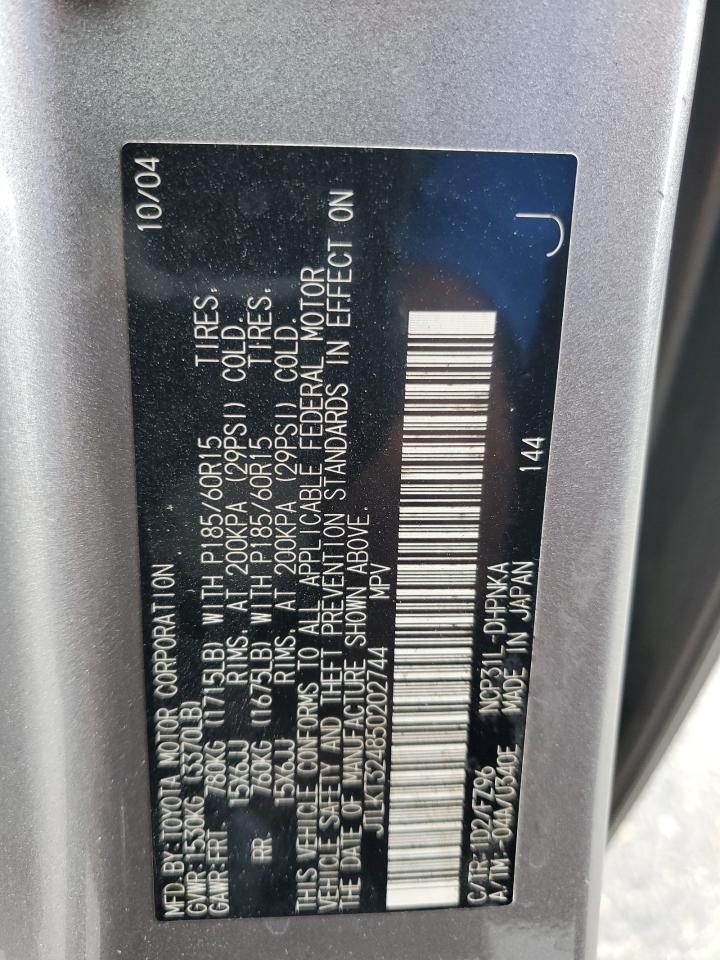 MFD.BY:TOYOTA MOTOR CORPORATION 10/04
GVWR:1530KG (3370LB)
GAWR:FRT. 780KG (1715LB) WITH P185/60R15 TIRES,
15X6JJ RIMS, AT 200KPA (29PSI) COLD.
RR. 760KG (1675LB) WITH P185/60R15 TIRES,
15X6JJ RIMS, AT 200KPA (29PSI) COLD.
THIS VEHICLE CONFORMS TO ALL APPLICABLE FEDERAL MOTOR
VEHICLE SAFETY AND THEFT PREVENTION STANDARDS IN EFFECT ON
THE DATE OF MANUFACTURE SHOWN ABOVE.
JTLKT324850202744 MPV
C/TR:1D2/FZ96 NCP31L-DHPNKA
A/TM:-04A/U340E MADE IN JAPAN 144 J